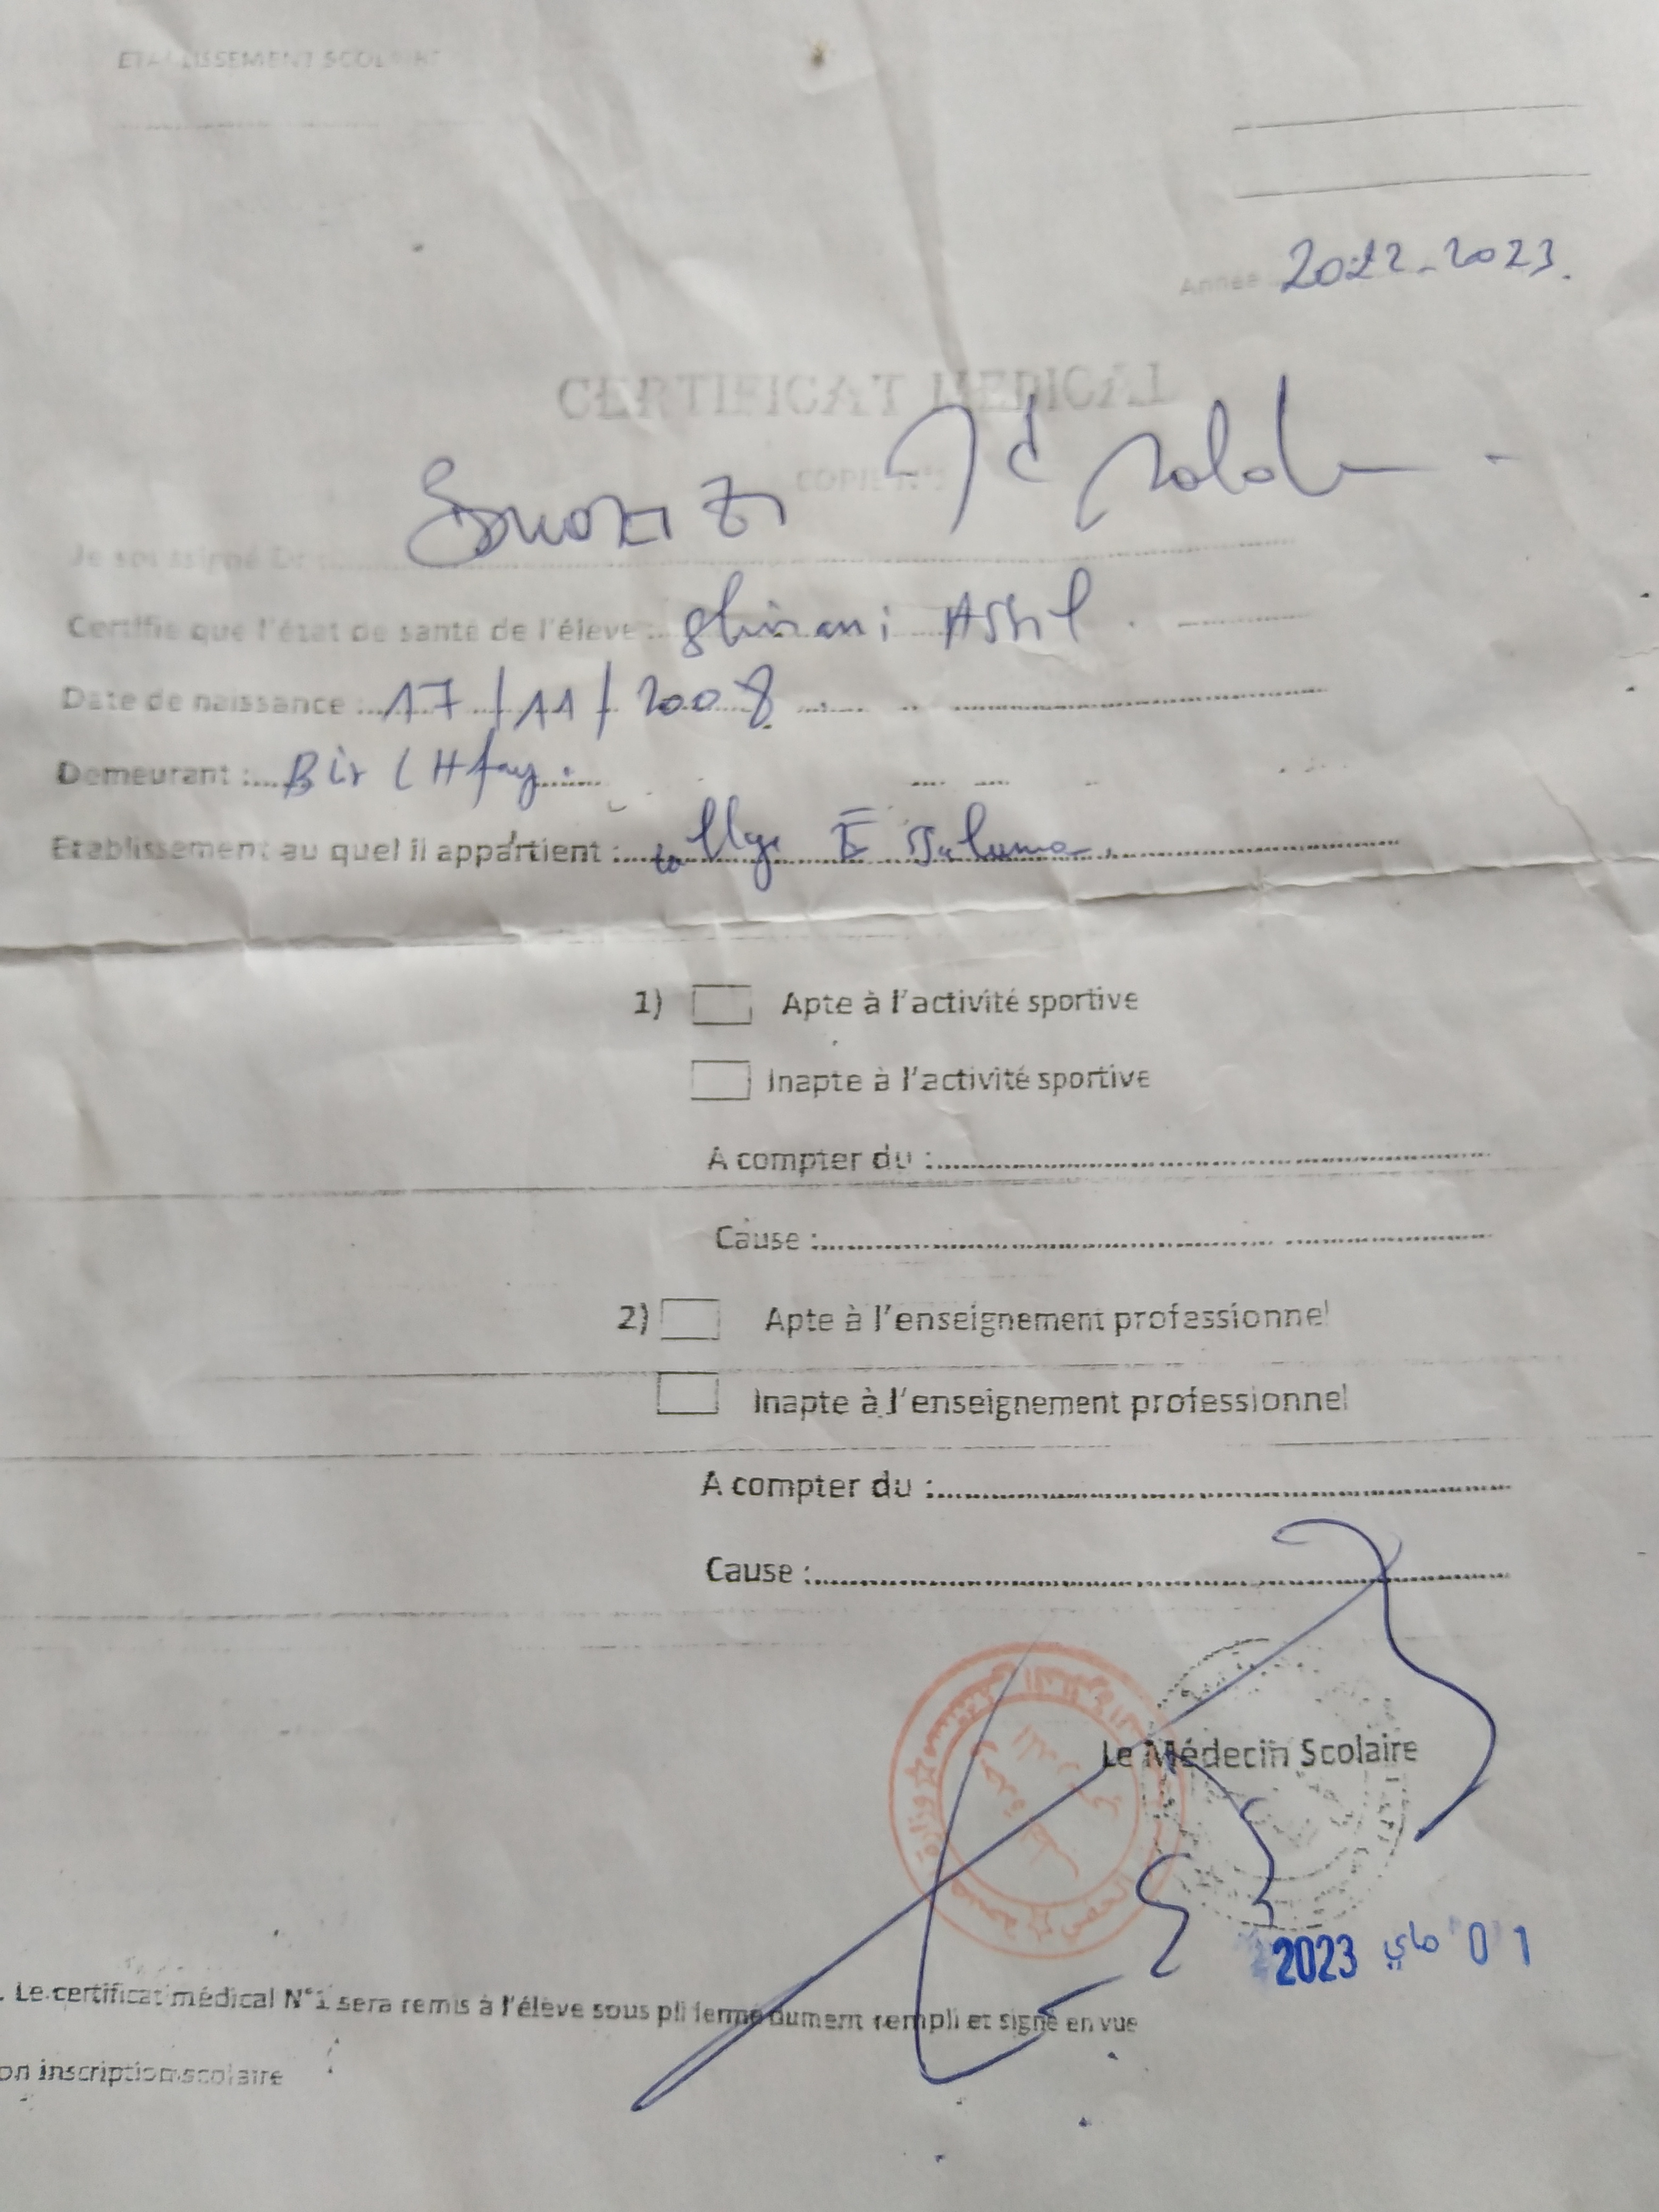 ETABLISSEMENT SCOLAIRE
Année 2022-2023.
CERTIFICAT MEDICAL
COPIE N°
Je soussigné Dr
Certifie que l'état de santé de l'élève : Ghinani Assil
Date de naissance : 17/11/2008
Demeurant : Bir LHfay.
Etablissement au quel il appartient : College
1) Apte à l'activité sportive
Inapte à l'activité sportive
A compter du :
Cause :
2) Apte à l'enseignement professionnel
Inapte à l'enseignement professionnel
A compter du :
Cause :
Le Médecin Scolaire
2023 ماي 01
. Le certificat médical N°1 sera remis à l'élève sous pli fermé dument rempli et signé en vue
on inscription scolaire